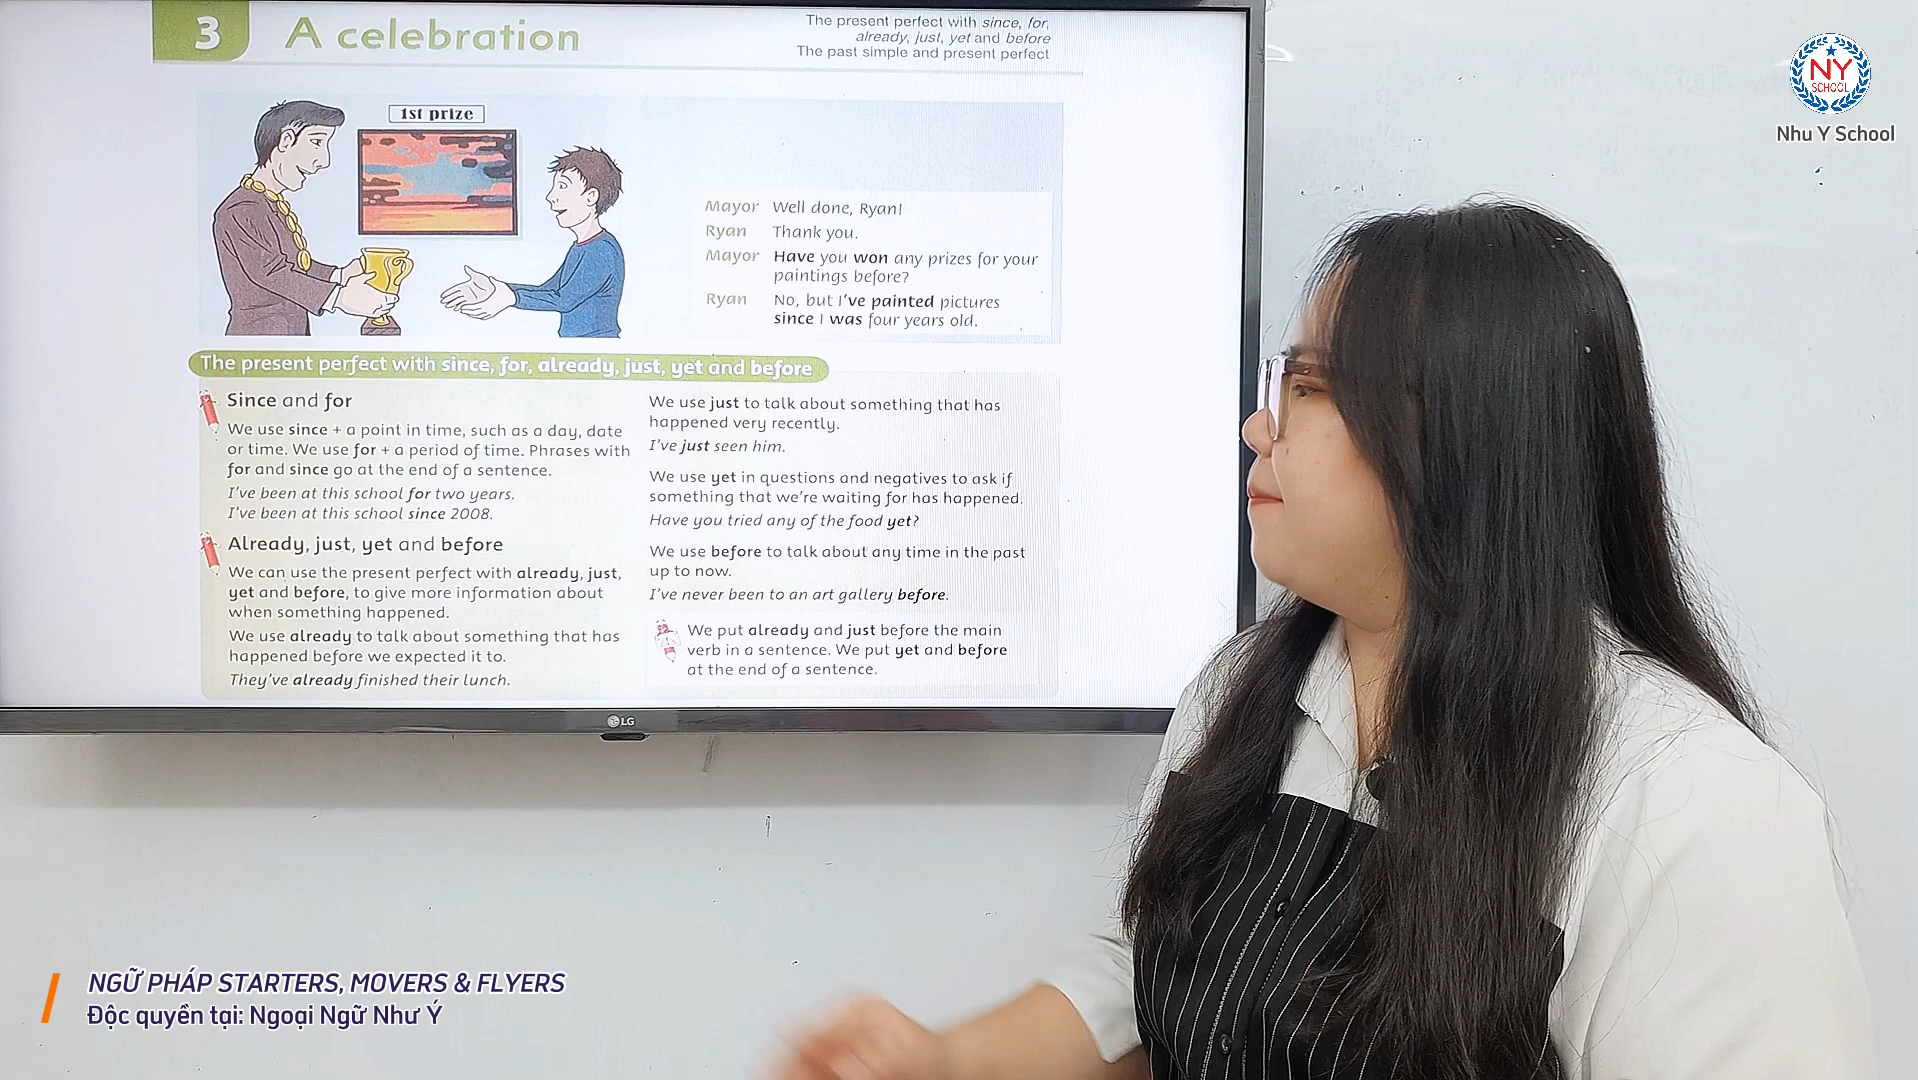 3 A celebration
The present perfect with since, for,
already, just, yet and before
The past simple and present perfect
1st prize
Mayor Well done, Ryan!
Ryan Thank you.
Mayor Have you won any prizes for your
paintings before?
Ryan No, but I've painted pictures
since I was four years old.
The present perfect with since, for, already, just, yet and before
Since and for
We use since + a point in time, such as a day, date
or time. We use for + a period of time. Phrases with
for and since go at the end of a sentence.
I've been at this school for two years.
I've been at this school since 2008.
Already, just, yet and before
We can use the present perfect with already, just,
yet and before, to give more information about
when something happened.
We use already to talk about something that has
happened before we expected it to.
They've already finished their lunch.
We use just to talk about something that has
happened very recently.
I've just seen him.
We use yet in questions and negatives to ask if
something that we're waiting for has happened.
Have you tried any of the food yet?
We use before to talk about any time in the past
up to now.
I've never been to an art gallery before.
We put already and just before the main
verb in a sentence. We put yet and before
at the end of a sentence.
LG
NY
SCHOOL
Nhu Y School
NGỮ PHÁP STARTERS, MOVERS & FLYERS
Độc quyền tại: Ngoại Ngữ Như Ý